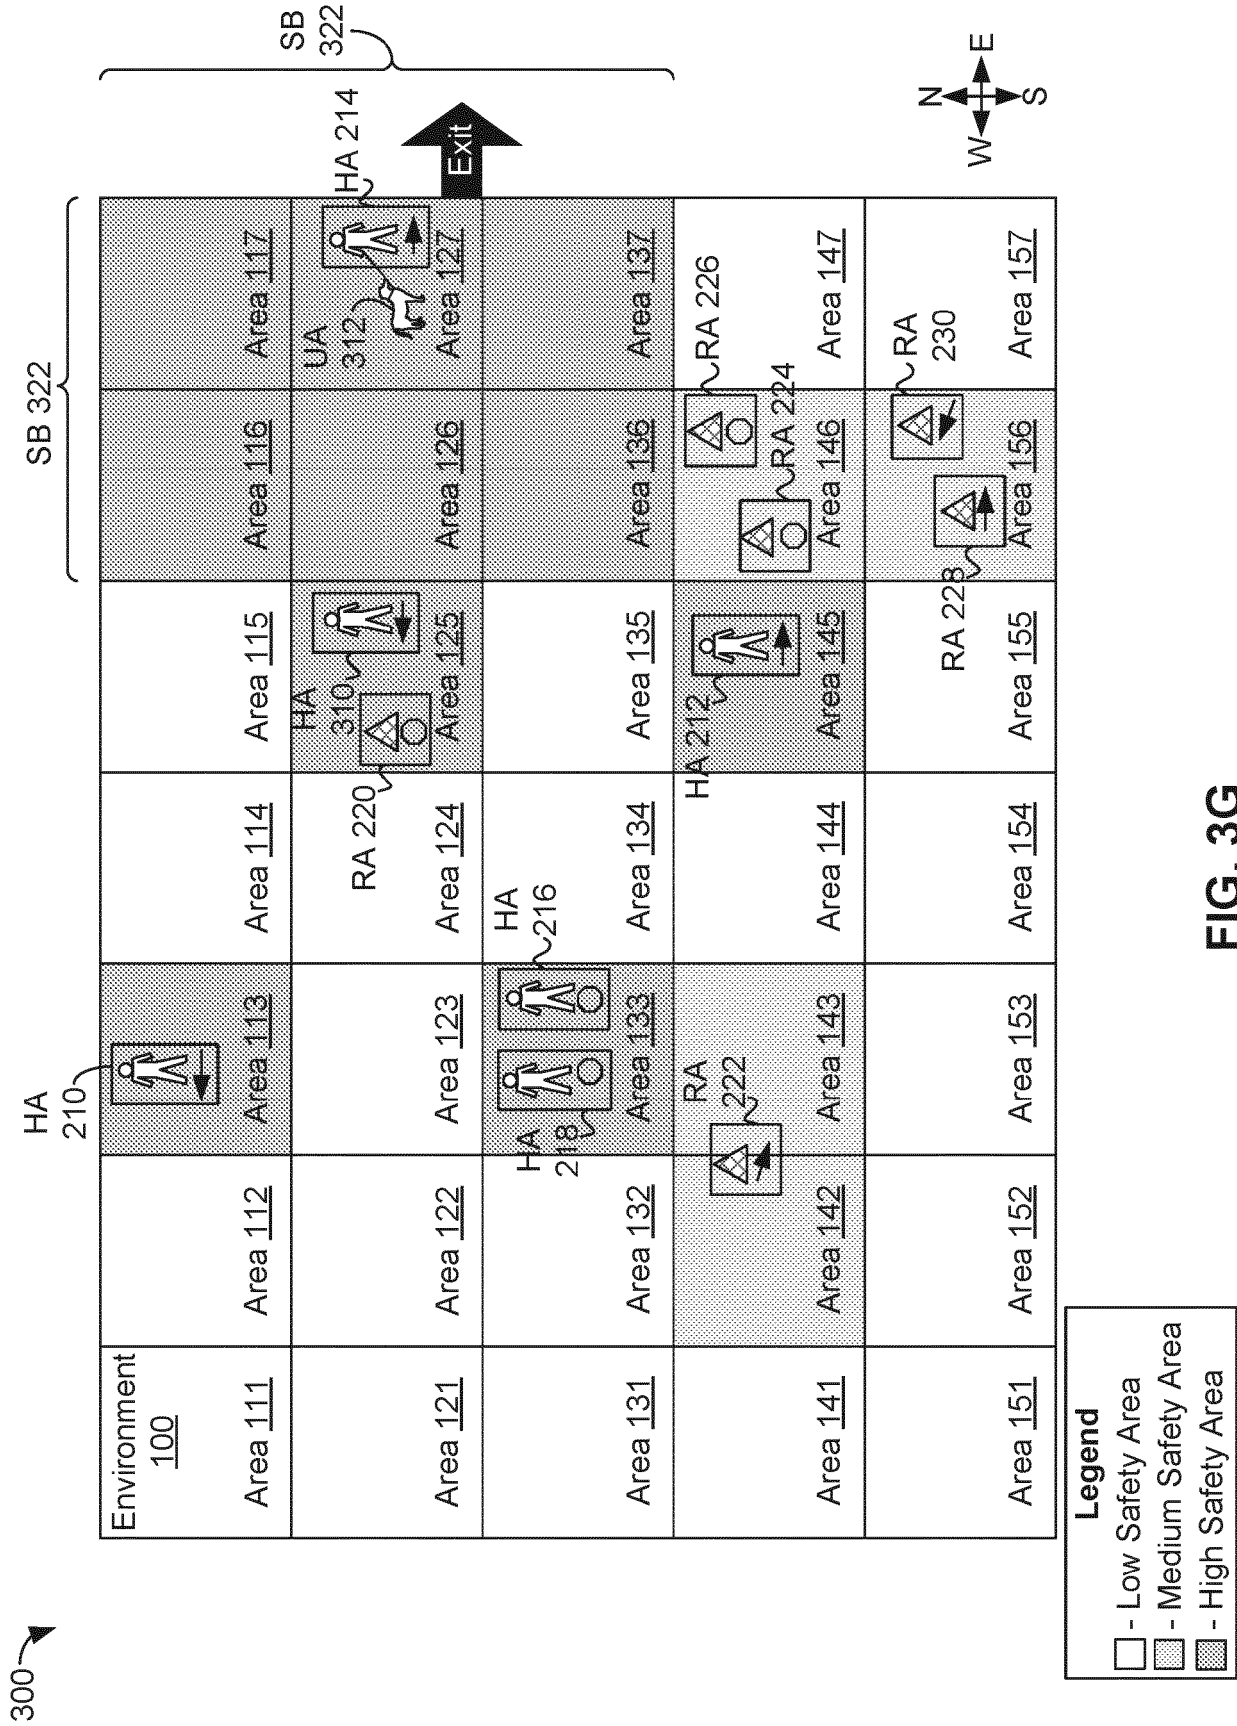 300
SB 322
SB
322
Environment
100
Area 111
Area 112
HA
210
Area 113
Area 114
Area 115
Area 116
Area 117
Area 121
Area 122
Area 123
RA 220
Area 124
HA
310
Area 125
Area 126
UA
312
Area 127
HA 214
Exit
Area 131
Area 132
HA
218
Area 133
HA
216
Area 134
Area 135
Area 136
Area 137
Area 141
Area 142
RA
222
Area 143
Area 144
HA 212
Area 145
RA 224
Area 146
RA 226
Area 147
Area 151
Area 152
Area 153
Area 154
Area 155
RA 228
Area 156
RA
230
Area 157
N
W
E
S
Legend
- Low Safety Area
- Medium Safety Area
- High Safety Area
FIG. 3G